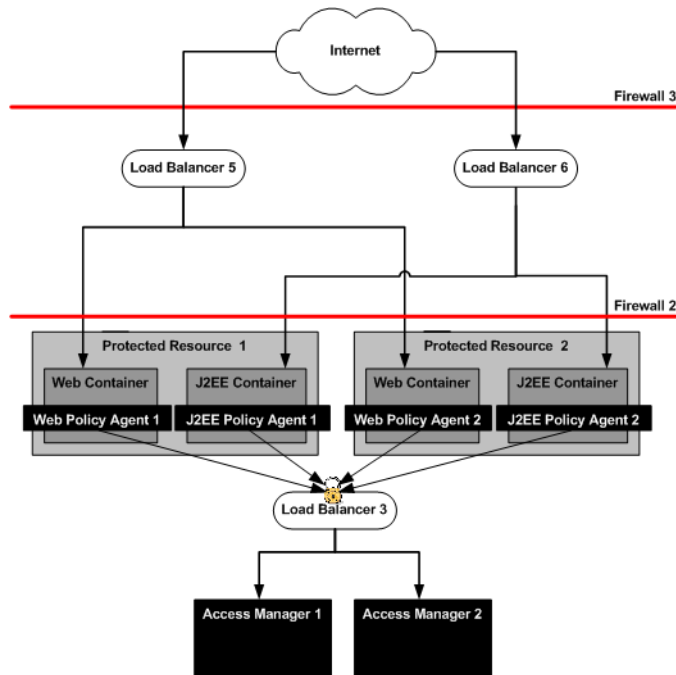 Internet
Firewall 3
Load Balancer 5
Load Balancer 6
Firewall 2
Protected Resource 1
Protected Resource 2
Web Container
J2EE Container
Web Container
J2EE Container
Web Policy Agent 1
J2EE Policy Agent 1
Web Policy Agent 2
J2EE Policy Agent 2
Load Balancer 3
Access Manager 1
Access Manager 2